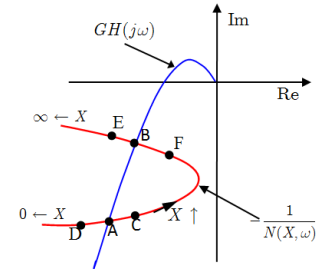 Im
GH(jω)
Re
∞ ← X
E
B
F
0 ← X
D
A
C
X ↑
- 1 / N(X, ω)